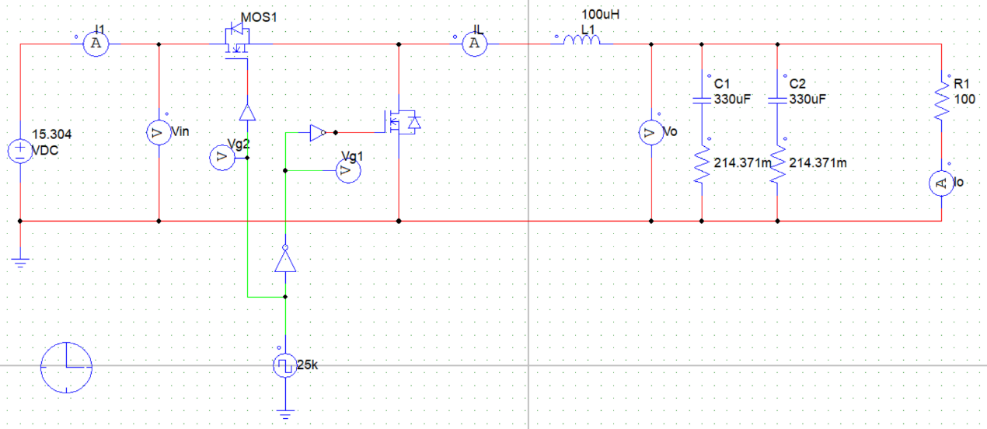 MOS1
100uH
I1
IL
L1
A
A
C1
330uF
C2
330uF
R1
100
15.304
VDC
V
Vin
V
Vg2
V
Vg1
V
Vo
214.371m
214.371m
A
Io
25k